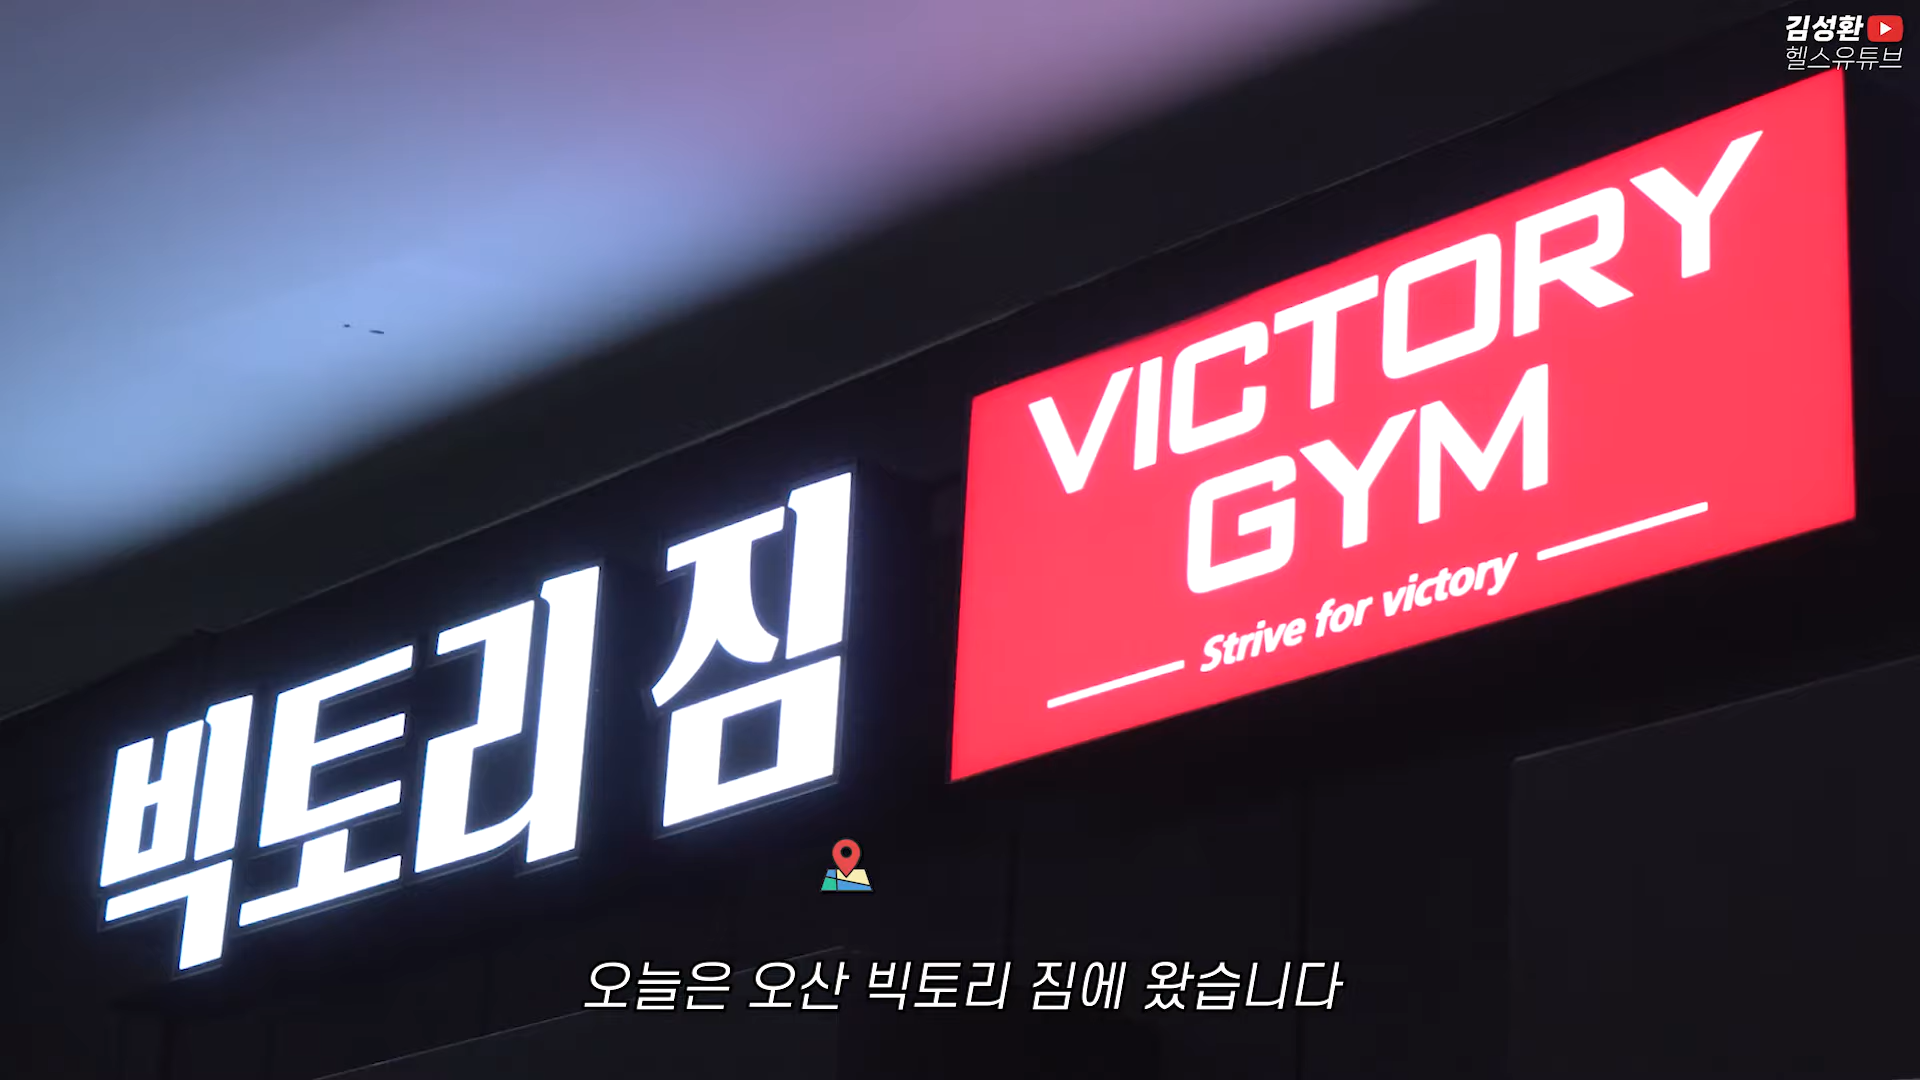 김성환
헬스유튜브
VICTORY
GYM
Strive for victory
빅토리 짐
오늘은 오산 빅토리 짐에 왔습니다